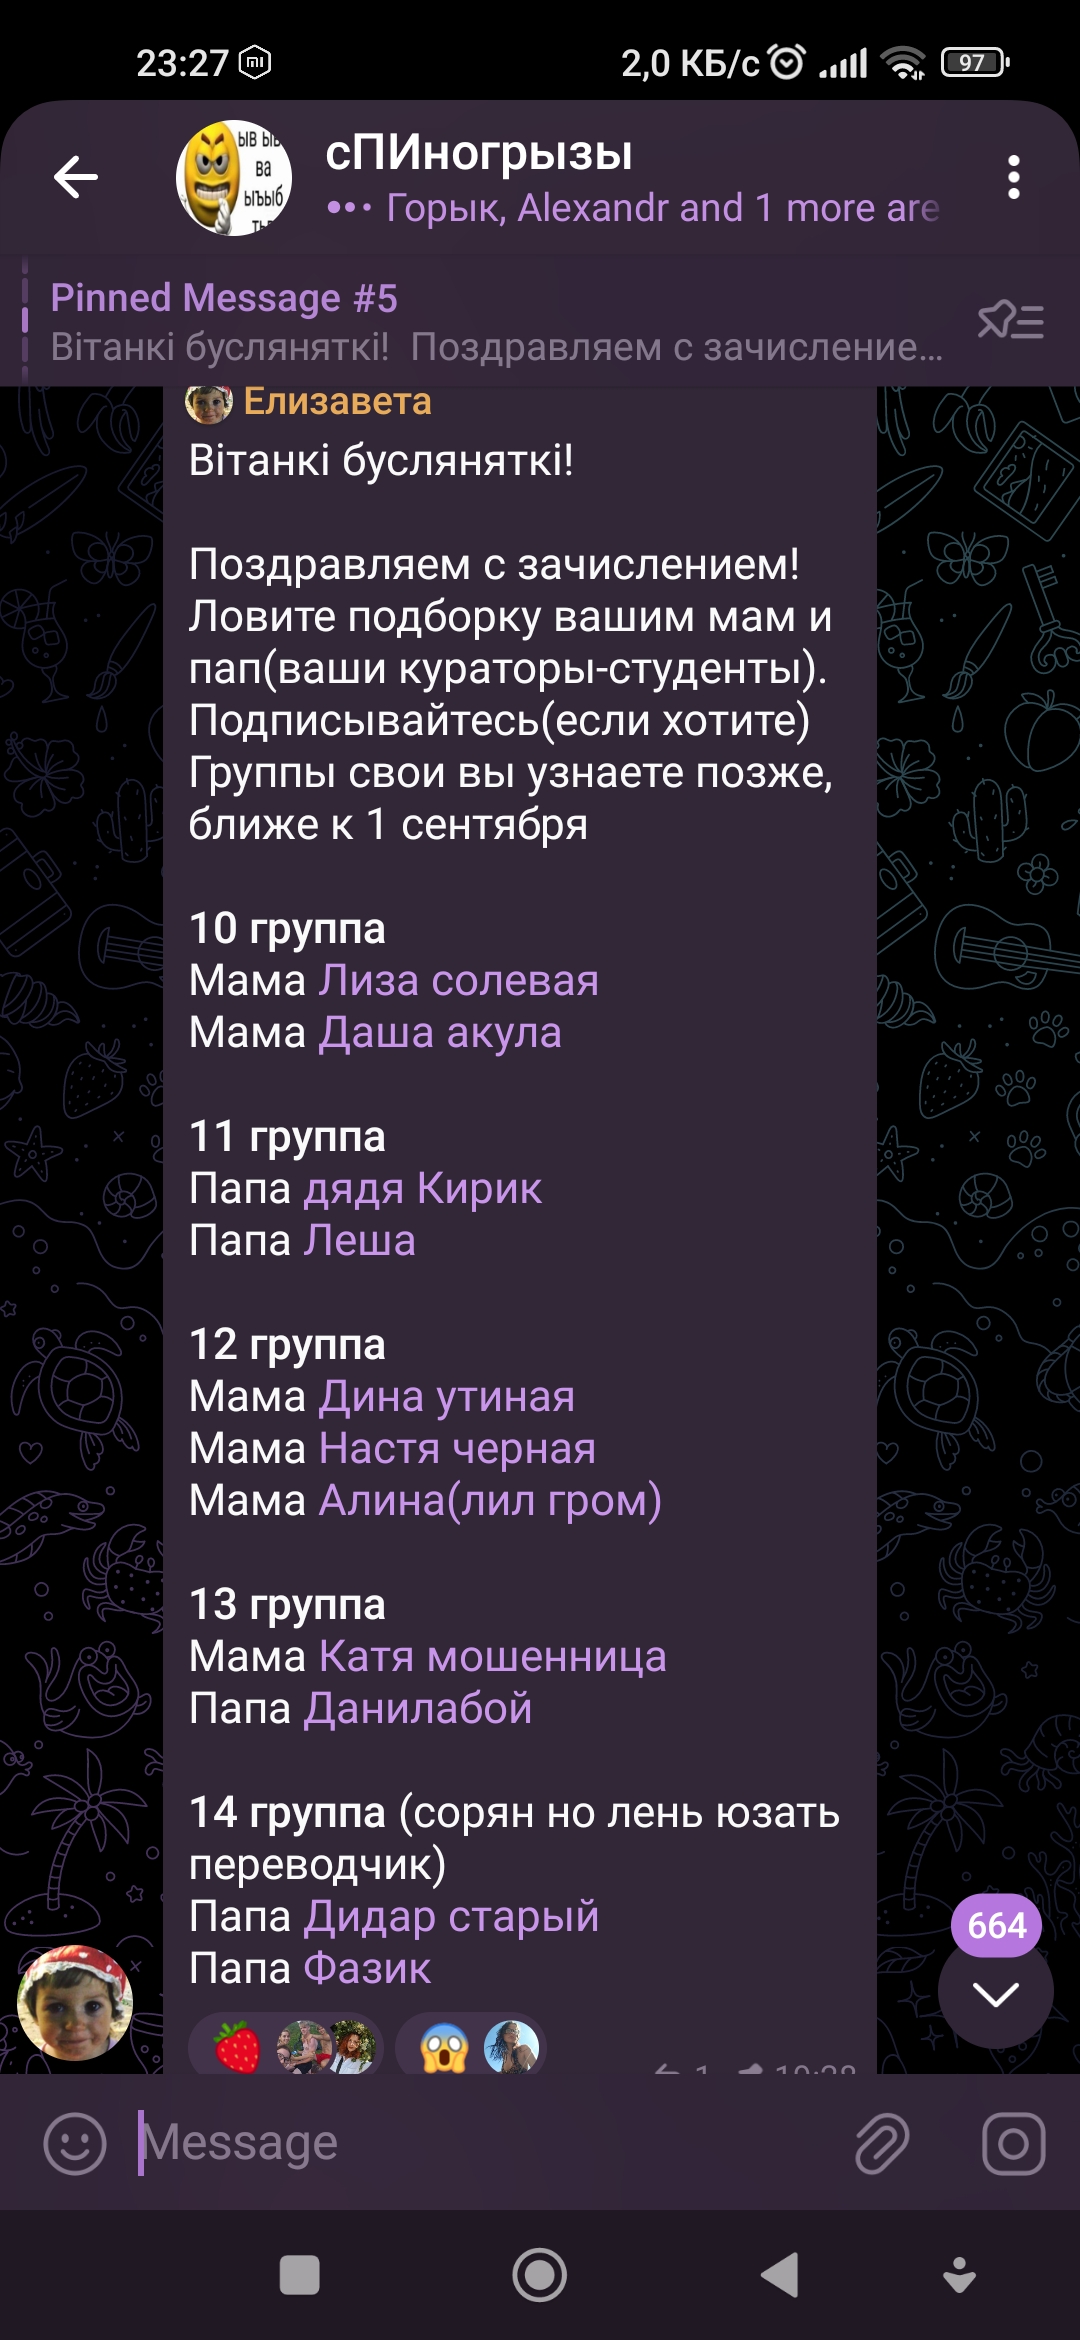 23:27
2,0 КБ/с
97
ыв ыв
ва
ыъыб
сПИногрызы
Горык, Alexandr and 1 more are
Pinned Message #5
Вітанкі бусляняткі! Поздравляем с зачисление...
Елизавета
Вітанкі бусляняткі!
Поздравляем с зачислением!
Ловите подборку вашим мам и
пап(ваши кураторы-студенты).
Подписывайтесь(если хотите)
Группы свои вы узнаете позже,
ближе к 1 сентября
10 группа
Мама Лиза солевая
Мама Даша акула
11 группа
Папа дядя Кирик
Папа Леша
12 группа
Мама Дина утиная
Мама Настя черная
Мама Алина(лил гром)
13 группа
Мама Катя мошенница
Папа Данилабой
14 группа (сорян но лень юзать
переводчик)
Папа Дидар старый
Папа Фазик
664
Message